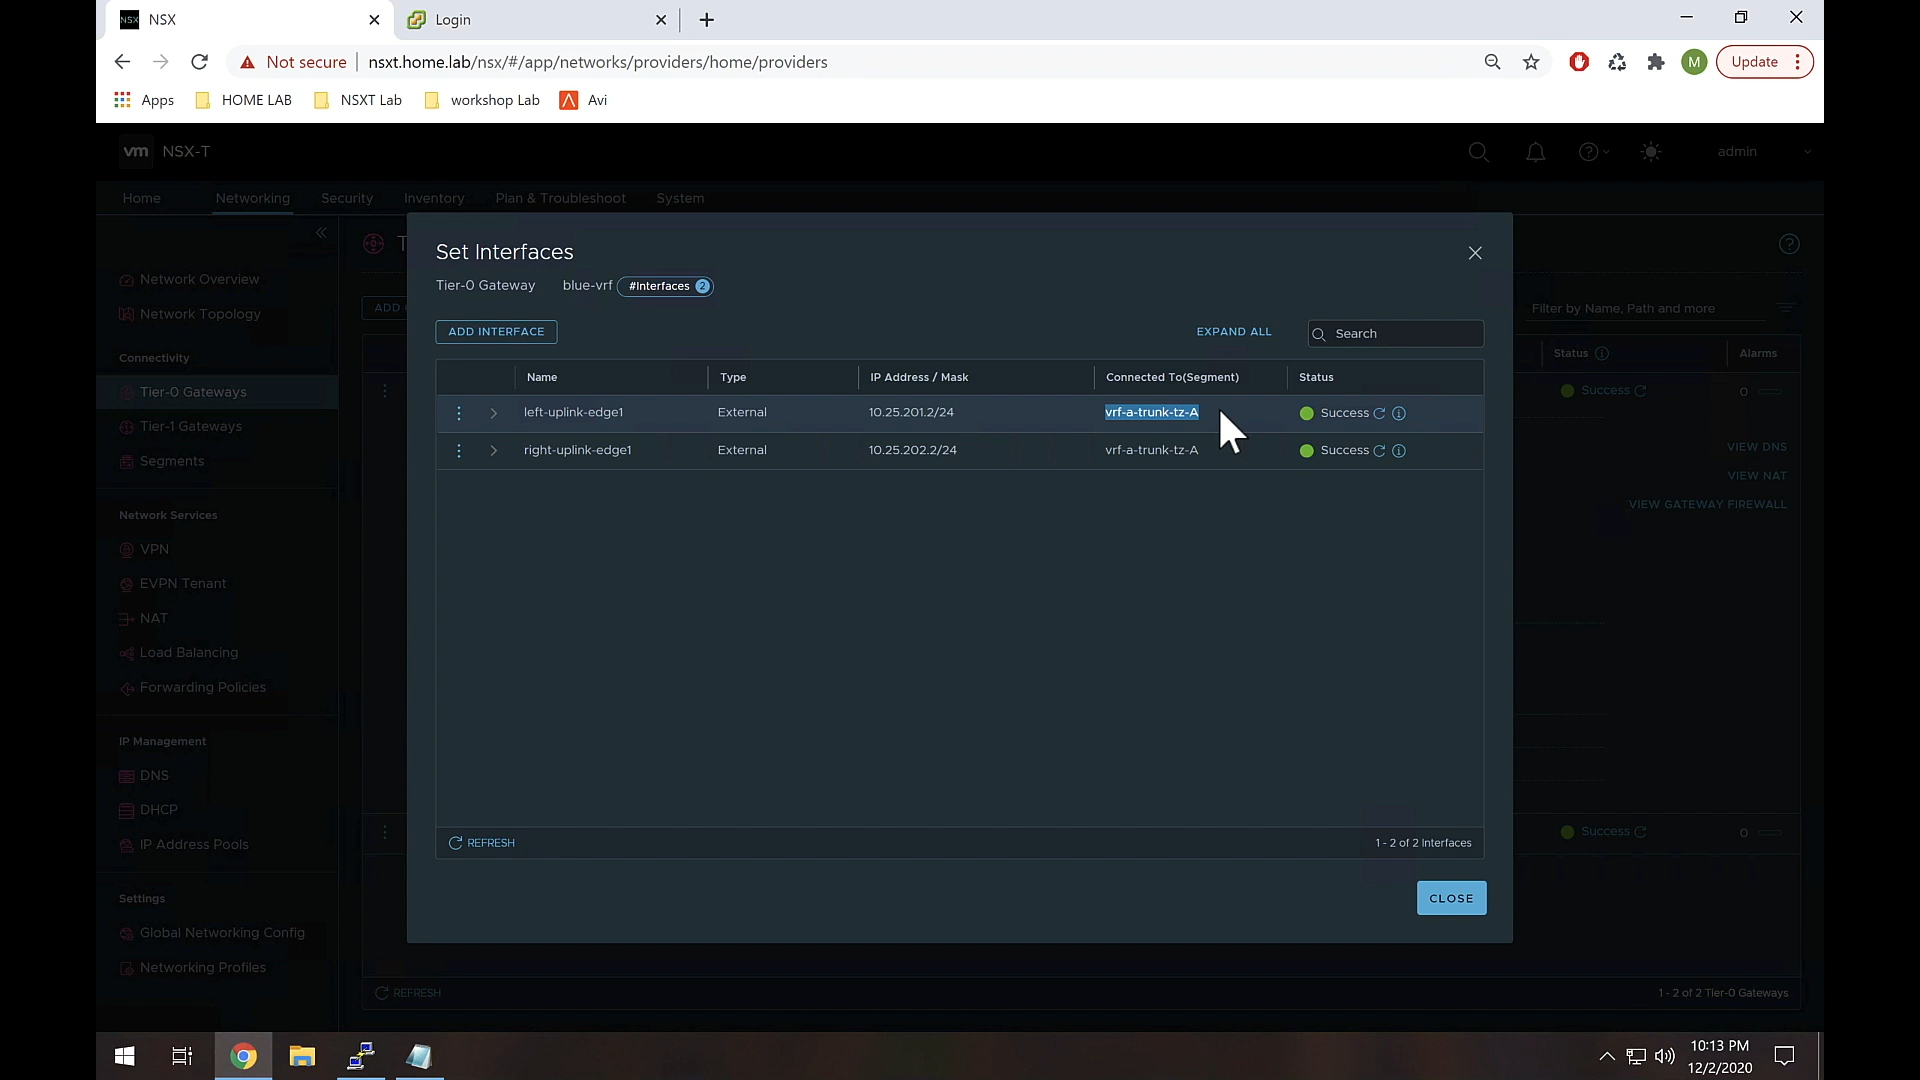 NSX
Login
Not secure
nsxt.home.lab/nsx/#/app/networks/providers/home/providers
M
Update
Apps
HOME LAB
NSXT Lab
workshop Lab
Avi
vm NSX-T
admin
Home
Networking
Security
Inventory
Plan & Troubleshoot
System
Network Overview
Network Topology
Connectivity
Tier-0 Gateways
Tier-1 Gateways
Segments
Network Services
VPN
EVPN Tenant
NAT
Load Balancing
Forwarding Policies
IP Management
DNS
DHCP
IP Address Pools
Settings
Global Networking Config
Networking Profiles
T
ADD
Set Interfaces
Tier-0 Gateway blue-vrf #Interfaces 2
ADD INTERFACE
EXPAND ALL
Search
Name Type IP Address / Mask Connected To(Segment) Status
left-uplink-edge1 External 10.25.201.2/24 vrf-a-trunk-tz-A Success
right-uplink-edge1 External 10.25.202.2/24 vrf-a-trunk-tz-A Success
REFRESH
1 - 2 of 2 Interfaces
CLOSE
Filter by Name, Path and more
Status Alarms
Success 0
VIEW DNS
VIEW NAT
VIEW GATEWAY FIREWALL
Success 0
REFRESH
1 - 2 of 2 Tier-0 Gateways
10:13 PM
12/2/2020